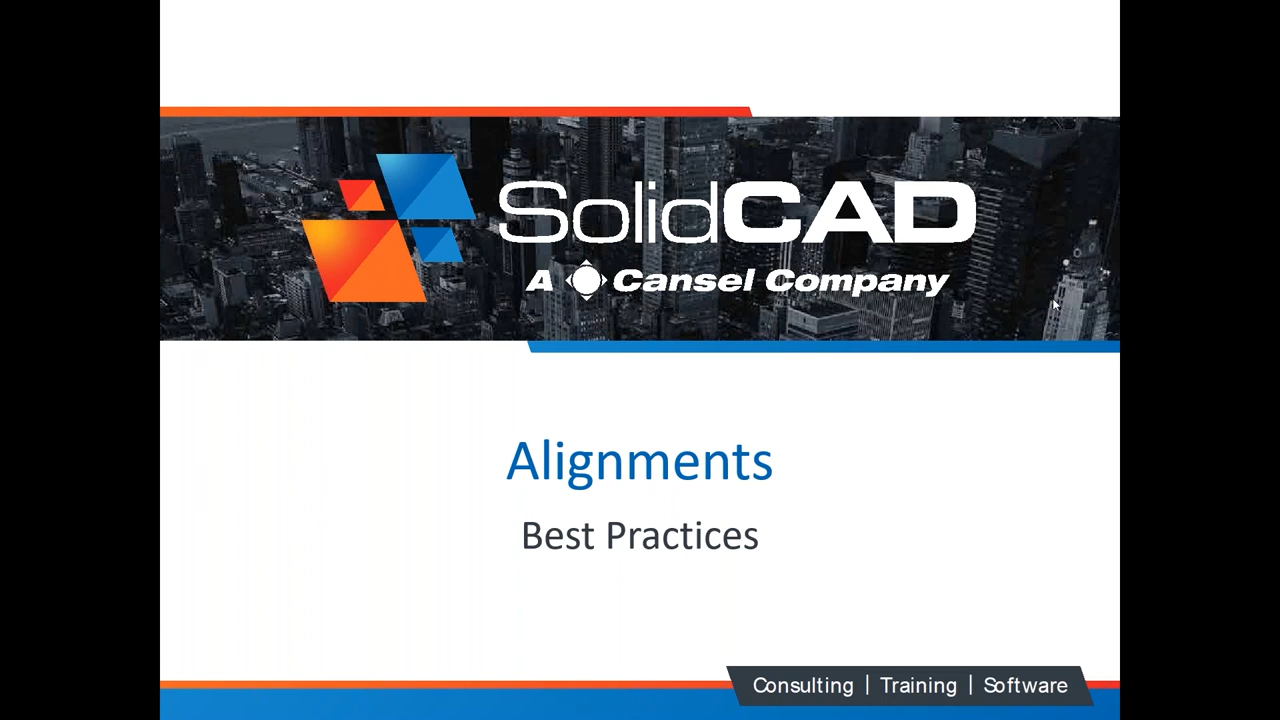 SolidCAD
A Cansel Company
Alignments
Best Practices
Consulting | Training | Software